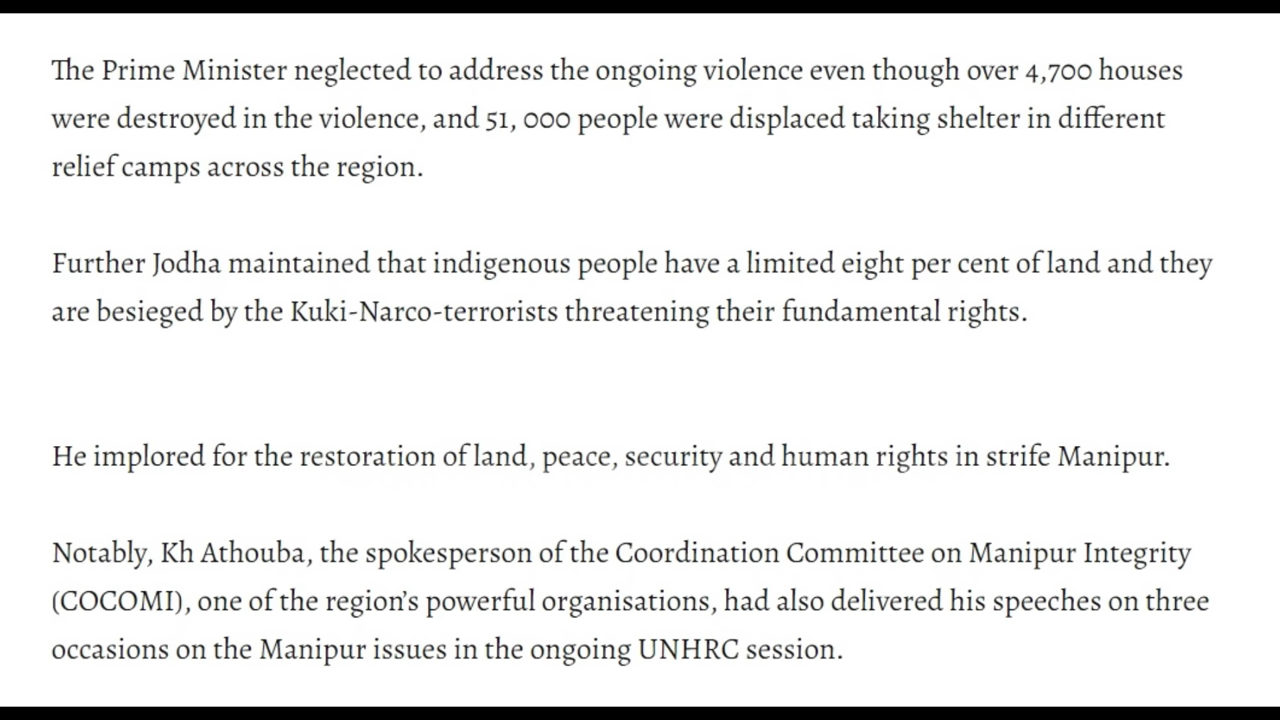 The Prime Minister neglected to address the ongoing violence even though over 4,700 houses
were destroyed in the violence, and 51, 000 people were displaced taking shelter in different
relief camps across the region.
Further Jodha maintained that indigenous people have a limited eight per cent of land and they
are besieged by the Kuki-Narco-terrorists threatening their fundamental rights.
He implored for the restoration of land, peace, security and human rights in strife Manipur.
Notably, Kh Athouba, the spokesperson of the Coordination Committee on Manipur Integrity
(COCOMI), one of the region’s powerful organisations, had also delivered his speeches on three
occasions on the Manipur issues in the ongoing UNHRC session.